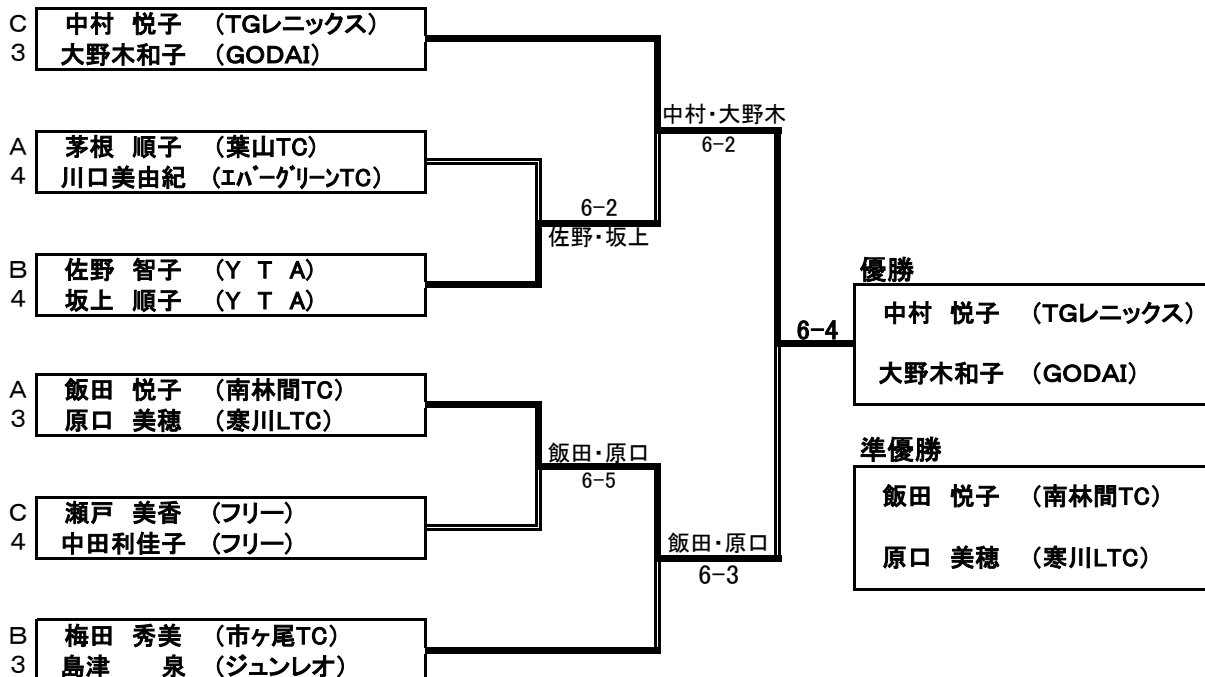 C 中村 悦子 (TGレニックス)
3 大野木和子 (GODAI)
中村・大野木
6-2
A 茅根 順子 (葉山TC)
4 川口美由紀 (エバーグリーンTC)
6-2
佐野・坂上
B 佐野 智子 (Y T A)
4 坂上 順子 (Y T A)
優勝
中村 悦子 (TGレニックス)
6-4
大野木和子 (GODAI)
A 飯田 悦子 (南林間TC)
3 原口 美穂 (寒川LTC)
飯田・原口
6-5
準優勝
飯田 悦子 (南林間TC)
原口 美穂 (寒川LTC)
C 瀬戸 美香 (フリー)
4 中田利佳子 (フリー)
飯田・原口
6-3
B 梅田 秀美 (市ヶ尾TC)
3 島津 泉 (ジュンレオ)